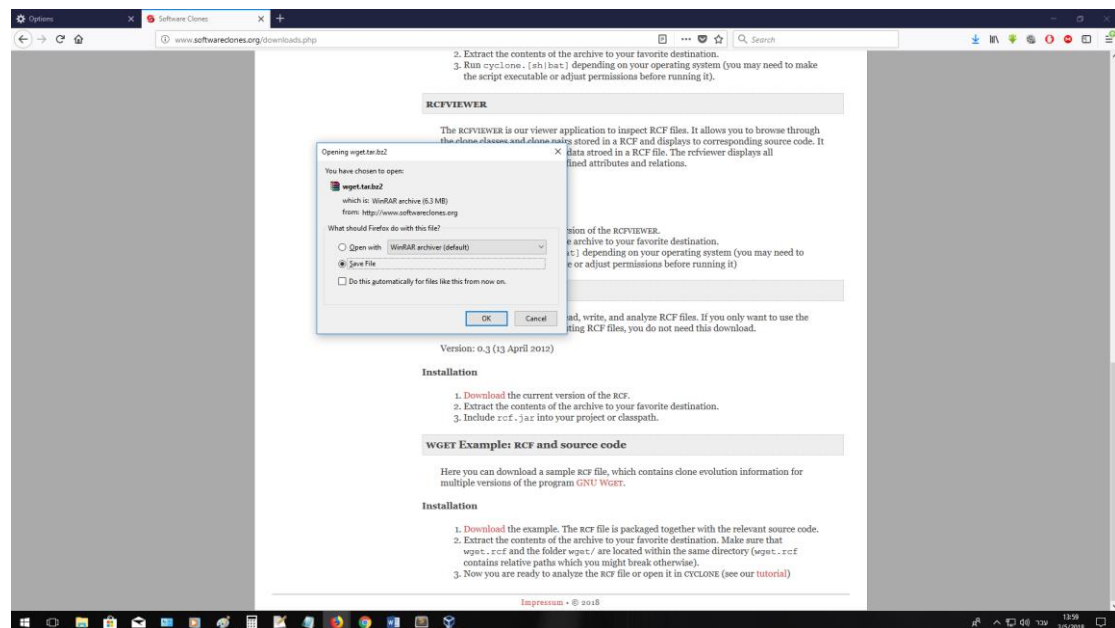 Options
Software Clones
www.softwareclones.org/downloads.php
Search
2. Extract the contents of the archive to your favorite destination.
3. Run cyclone.[sh|bat] depending on your operating system (you may need to make
the script executable or adjust permissions before running it).
RCFVIEWER
The RCFVIEWER is our viewer application to inspect RCF files. It allows you to browse through
the clone classes and clone pairs stored in a RCF and displays to corresponding source code. It
data stroed in a RCF file. The rcfviewer displays all
fined attributes and relations.
Opening wget.tar.bz2
You have chosen to open:
wget.tar.bz2
which is: WinRAR archive (6.3 MB)
from: http://www.softwareclones.org
What should Firefox do with this file?
Open with WinRAR archiver (default)
Save File
Do this automatically for files like this from now on.
OK Cancel
sion of the RCFVIEWER.
e archive to your favorite destination.
t] depending on your operating system (you may need to
e or adjust permissions before running it)
ad, write, and analyze RCF files. If you only want to use the
ting RCF files, you do not need this download.
Version: 0.3 (13 April 2012)
Installation
1. Download the current version of the RCF.
2. Extract the contents of the archive to your favorite destination.
3. Include rcf.jar into your project or classpath.
WGET Example: RCF and source code
Here you can download a sample RCF file, which contains clone evolution information for
multiple versions of the program GNU WGET.
Installation
1. Download the example. The RCF file is packaged together with the relevant source code.
2. Extract the contents of the archive to your favorite destination. Make sure that
wget.rcf and the folder wget/ are located within the same directory (wget.rcf
contains relative paths which you might break otherwise).
3. Now you are ready to analyze the RCF file or open it in CYCLONE (see our tutorial)
Impressum • © 2018
עבר
13:59
3/5/2018